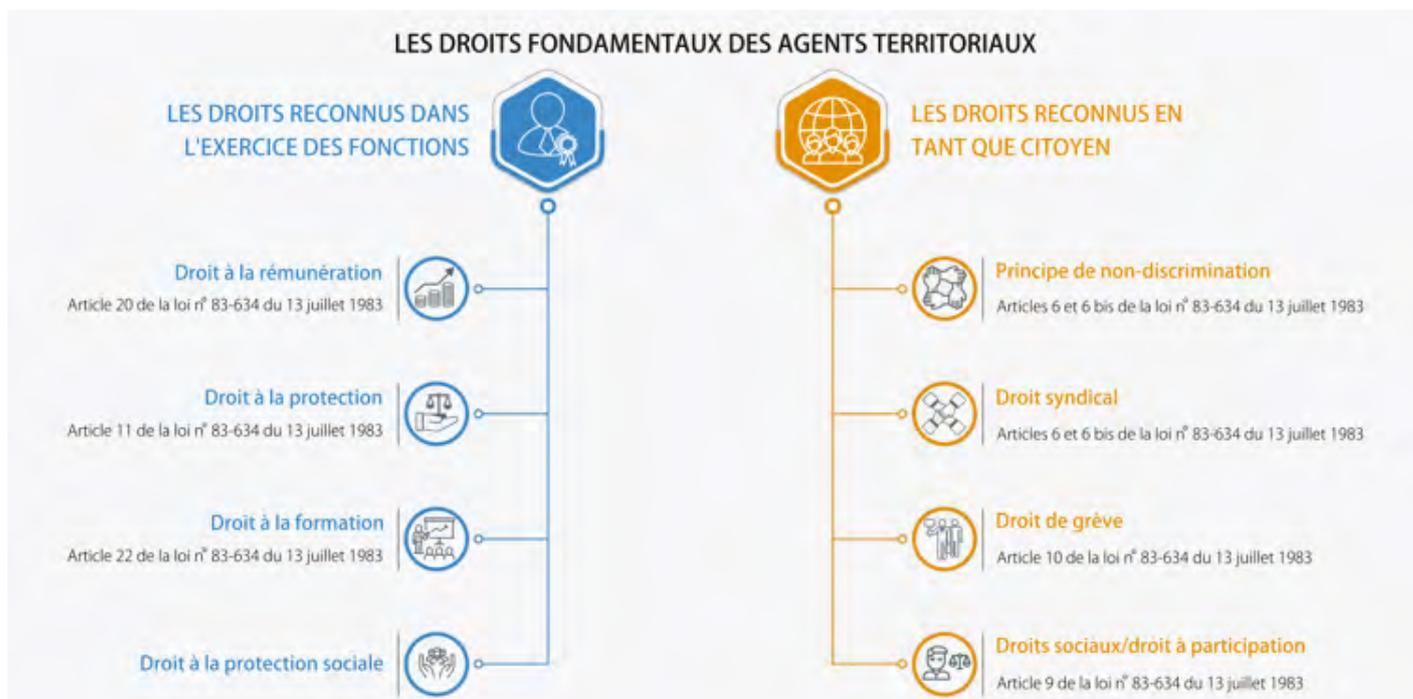 LES DROITS FONDAMENTAUX DES AGENTS TERRITORIAUX
LES DROITS RECONNUS DANS
L'EXERCICE DES FONCTIONS
Droit à la rémunération
Article 20 de la loi n° 83-634 du 13 juillet 1983
Droit à la protection
Article 11 de la loi n° 83-634 du 13 juillet 1983
Droit à la formation
Article 22 de la loi n° 83-634 du 13 juillet 1983
Droit à la protection sociale
LES DROITS RECONNUS EN
TANT QUE CITOYEN
Principe de non-discrimination
Articles 6 et 6 bis de la loi n° 83-634 du 13 juillet 1983
Droit syndical
Articles 6 et 6 bis de la loi n° 83-634 du 13 juillet 1983
Droit de grève
Article 10 de la loi n° 83-634 du 13 juillet 1983
Droits sociaux/droit à participation
Article 9 de la loi n° 83-634 du 13 juillet 1983